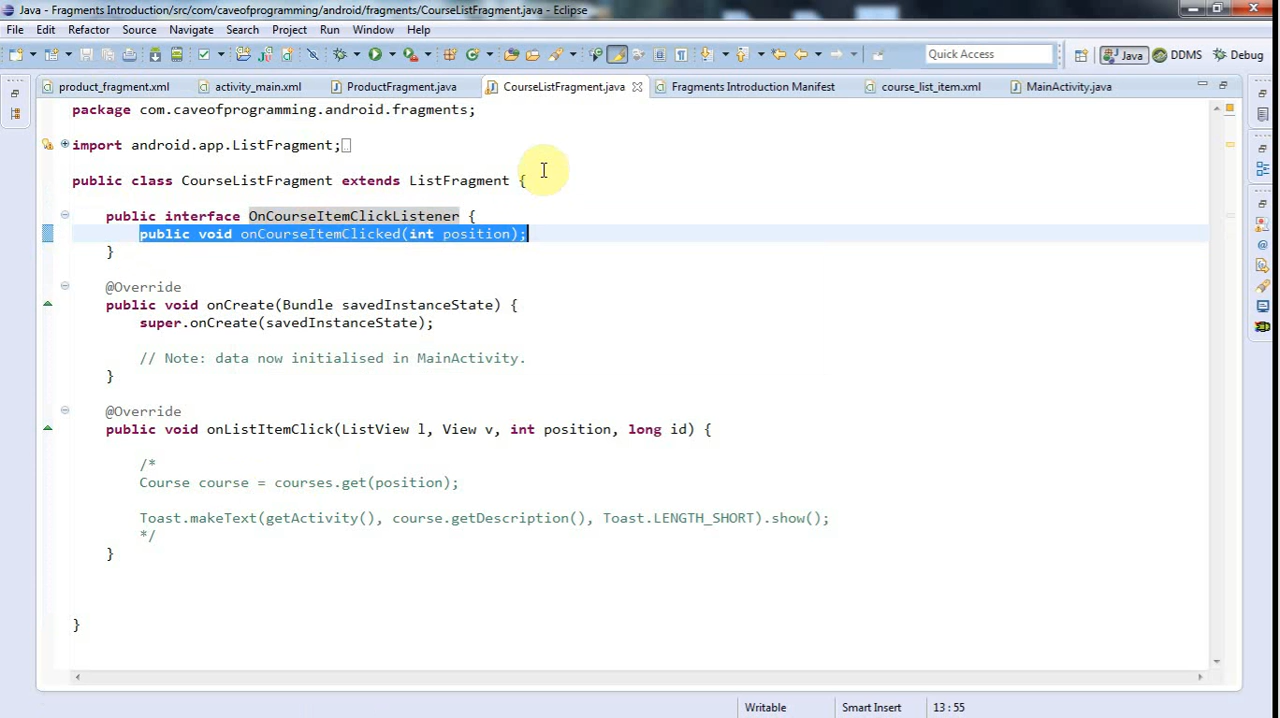 Java - Fragments Introduction/src/com/caveofprogramming/android/fragments/CourseListFragment.java - Eclipse
File Edit Refactor Source Navigate Search Project Run Window Help
Quick Access Java DDMS Debug
product_fragment.xml activity_main.xml ProductFragment.java CourseListFragment.java Fragments Introduction Manifest course_list_item.xml MainActivity.java
package com.caveofprogramming.android.fragments;
import android.app.ListFragment;
public class CourseListFragment extends ListFragment {
public interface OnCourseItemClickListener {
public void onCourseItemClicked(int position);
}
@Override
public void onCreate(Bundle savedInstanceState) {
super.onCreate(savedInstanceState);
// Note: data now initialised in MainActivity.
}
@Override
public void onListItemClick(ListView l, View v, int position, long id) {
/*
Course course = courses.get(position);
Toast.makeText(getActivity(), course.getDescription(), Toast.LENGTH_SHORT).show();
*/
}
}
Writable Smart Insert 13 : 55